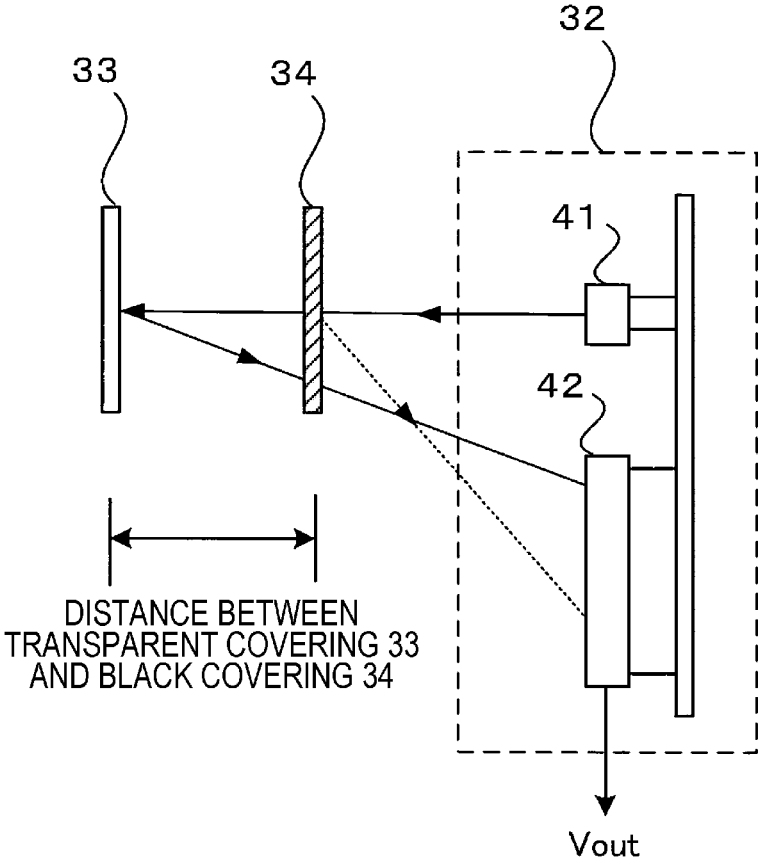 32
33
34
41
42
DISTANCE BETWEEN
TRANSPARENT COVERING 33
AND BLACK COVERING 34
Vout